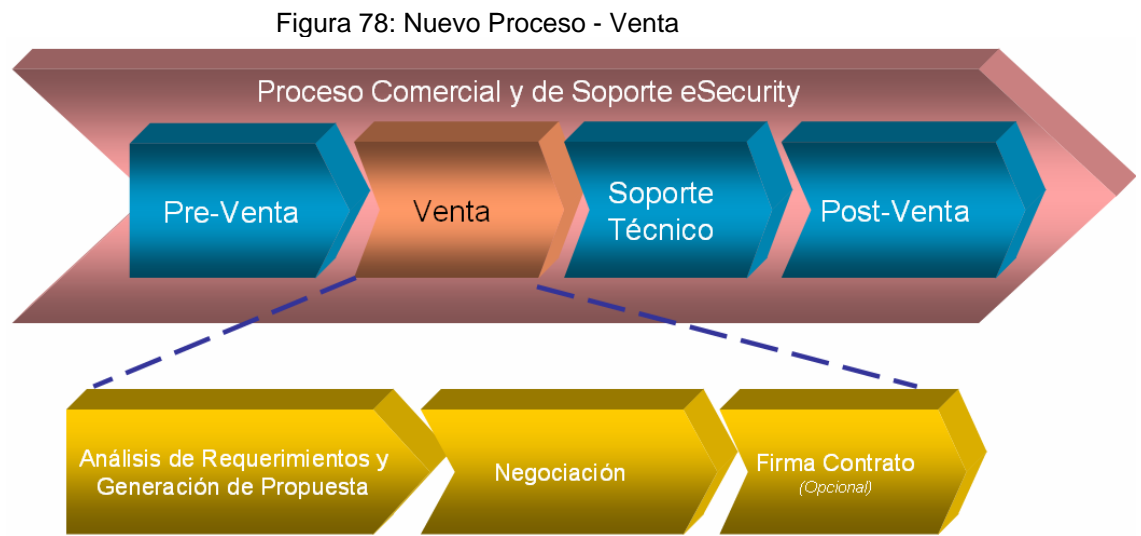 Figura 78: Nuevo Proceso - Venta
Proceso Comercial y de Soporte eSecurity
Pre-Venta
Venta
Soporte
Técnico
Post-Venta
Análisis de Requerimientos y
Generación de Propuesta
Negociación
Firma Contrato
(Opcional)